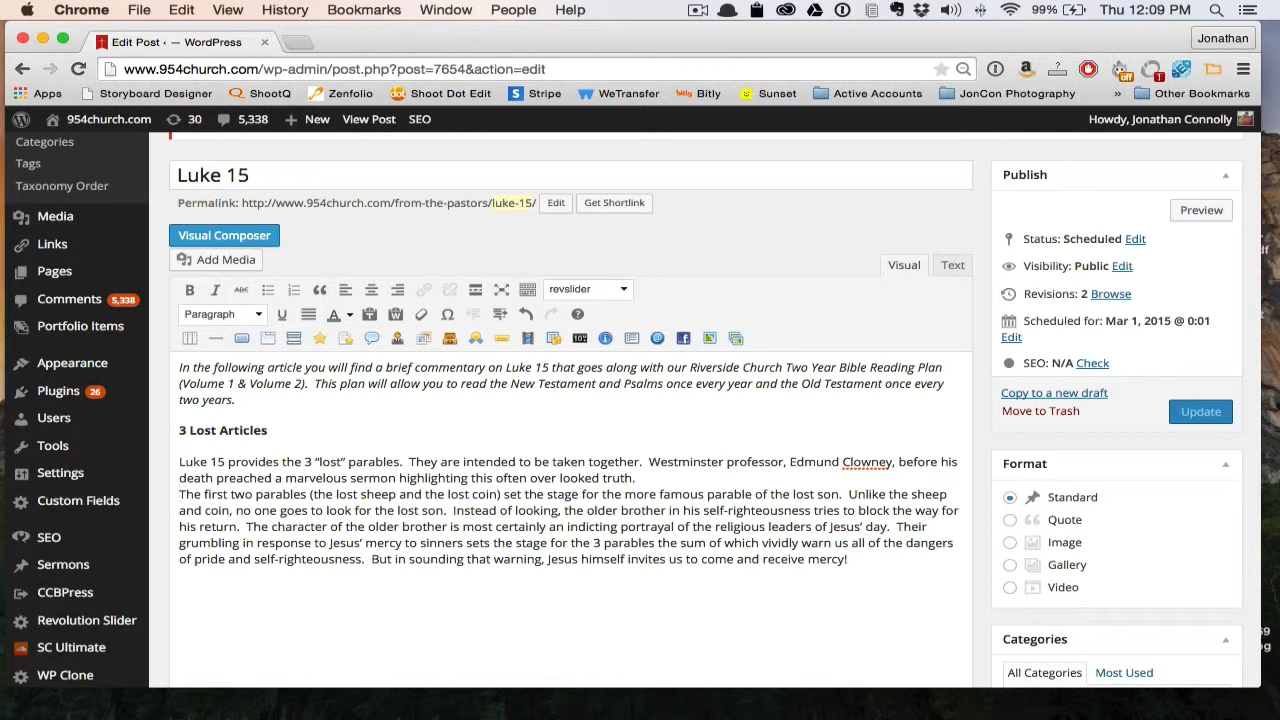 Chrome File Edit View History Bookmarks Window People Help 99% Thu 12:09 PM
Edit Post ‹ — WordPress Jonathan
www.954church.com/wp-admin/post.php?post=7654&action=edit
Apps Storyboard Designer ShootQ Zenfolio Shoot Dot Edit Stripe WeTransfer Bitly Sunset Active Accounts JonCon Photography » Other Bookmarks
954church.com 30 5,338 New View Post SEO Howdy, Jonathan Connolly
Categories
Tags
Taxonomy Order
Media
Links
Pages
Comments 5,338
Portfolio Items
Appearance
Plugins 26
Users
Tools
Settings
Custom Fields
SEO
Sermons
CCBPress
Revolution Slider
SC Ultimate
WP Clone
Luke 15
Permalink: http://www.954church.com/from-the-pastors/luke-15/ Edit Get Shortlink
Visual Composer
Add Media Visual Text
B I ABC revslider
Paragraph U A
In the following article you will find a brief commentary on Luke 15 that goes along with our Riverside Church Two Year Bible Reading Plan
(Volume 1 & Volume 2). This plan will allow you to read the New Testament and Psalms once every year and the Old Testament once every
two years.
3 Lost Articles
Luke 15 provides the 3 “lost” parables. They are intended to be taken together. Westminster professor, Edmund Clowney, before his
death preached a marvelous sermon highlighting this often over looked truth.
The first two parables (the lost sheep and the lost coin) set the stage for the more famous parable of the lost son. Unlike the sheep
and coin, no one goes to look for the lost son. Instead of looking, the older brother in his self-righteousness tries to block the way for
his return. The character of the older brother is most certainly an indicting portrayal of the religious leaders of Jesus’ day. Their
grumbling in response to Jesus’ mercy to sinners sets the stage for the 3 parables the sum of which vividly warn us all of the dangers
of pride and self-righteousness. But in sounding that warning, Jesus himself invites us to come and receive mercy!
Publish
Preview
Status: Scheduled Edit
Visibility: Public Edit
Revisions: 2 Browse
Scheduled for: Mar 1, 2015 @ 0:01
Edit
SEO: N/A Check
Copy to a new draft
Move to Trash Update
Format
Standard
Quote
Image
Gallery
Video
Categories
All Categories Most Used